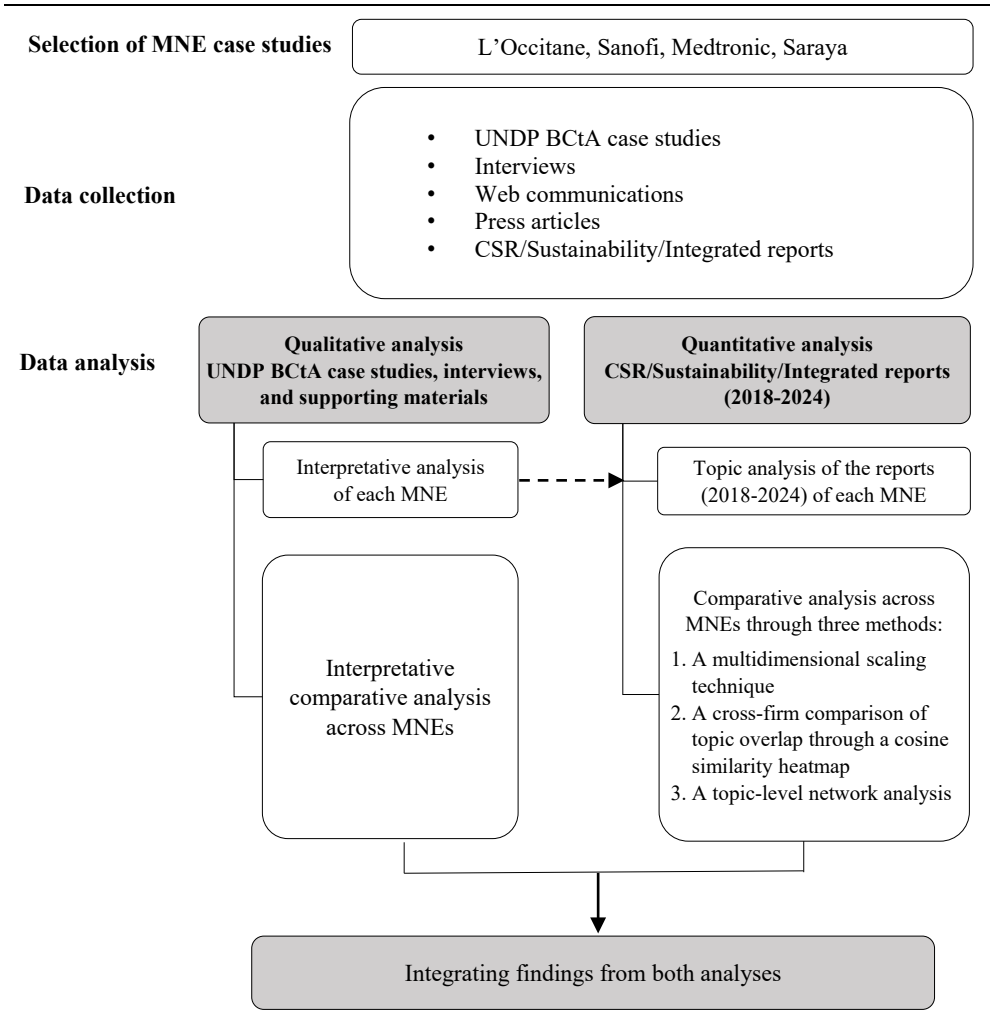 Selection of MNE case studies
L’Occitane, Sanofi, Medtronic, Saraya
Data collection
• UNDP BCtA case studies
• Interviews
• Web communications
• Press articles
• CSR/Sustainability/Integrated reports
Data analysis
Qualitative analysis
UNDP BCtA case studies, interviews,
and supporting materials
Quantitative analysis
CSR/Sustainability/Integrated reports
(2018-2024)
Interpretative analysis
of each MNE
Topic analysis of the reports
(2018-2024) of each MNE
Interpretative
comparative analysis
across MNEs
Comparative analysis across
MNEs through three methods:
1. A multidimensional scaling
technique
2. A cross-firm comparison of
topic overlap through a cosine
similarity heatmap
3. A topic-level network analysis
Integrating findings from both analyses